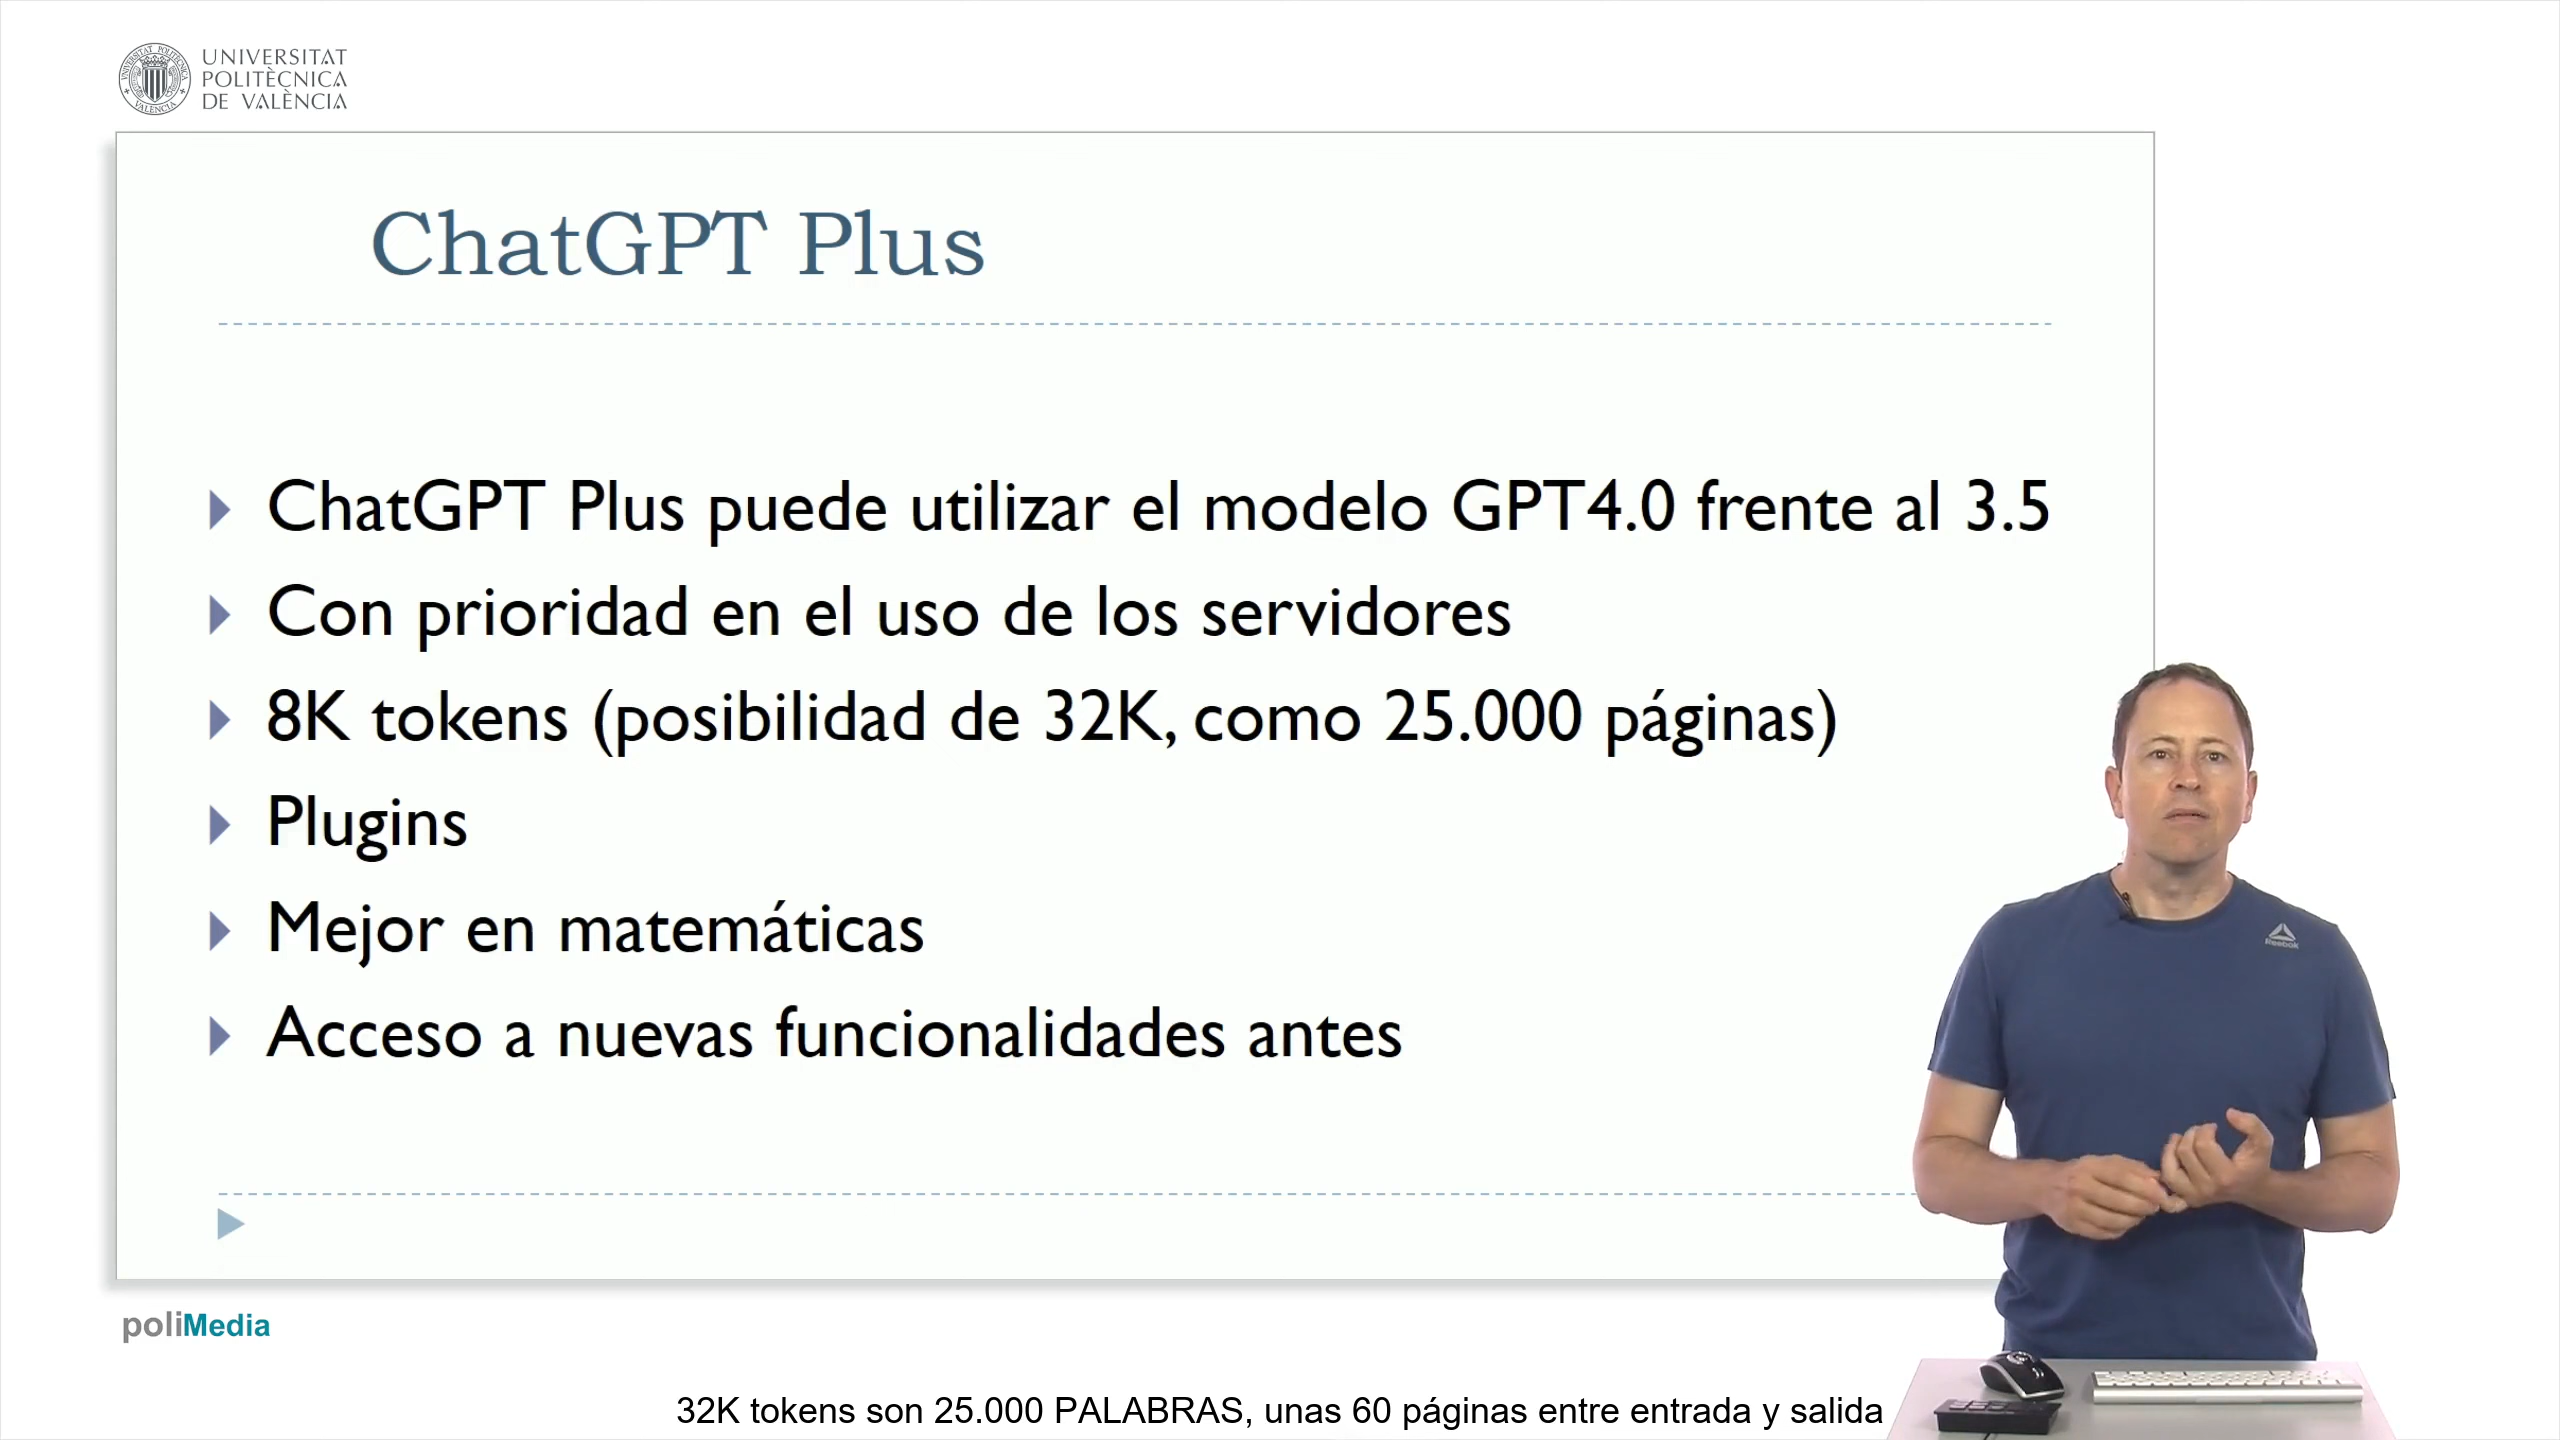 UNIVERSITAT
POLITÈCNICA
DE VALÈNCIA
ChatGPT Plus
ChatGPT Plus puede utilizar el modelo GPT4.0 frente al 3.5
Con prioridad en el uso de los servidores
8K tokens (posibilidad de 32K, como 25.000 páginas)
Plugins
Mejor en matemáticas
Acceso a nuevas funcionalidades antes
Reebok
poliMedia
32K tokens son 25.000 PALABRAS, unas 60 páginas entre entrada y salida